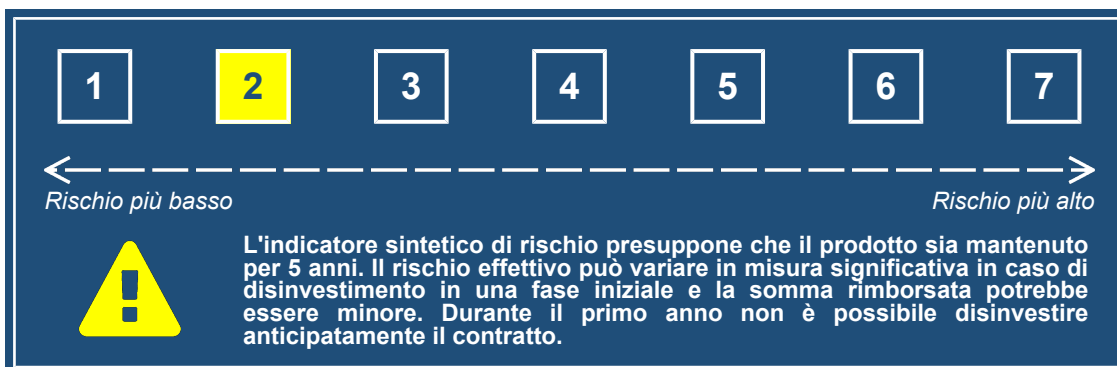 1 2 3 4 5 6 7
Rischio più basso Rischio più alto
L'indicatore sintetico di rischio presuppone che il prodotto sia mantenuto
per 5 anni. Il rischio effettivo può variare in misura significativa in caso di
disinvestimento in una fase iniziale e la somma rimborsata potrebbe
essere minore. Durante il primo anno non è possibile disinvestire
anticipatamente il contratto.